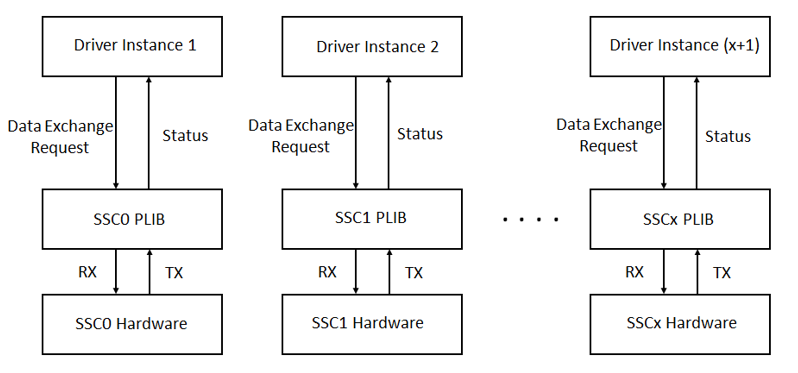 Driver Instance 1
Driver Instance 2
Driver Instance (x+1)
Data Exchange
Request
Status
Data Exchange
Request
Status
Data Exchange
Request
Status
SSC0 PLIB
SSC1 PLIB
. . . .
SSCx PLIB
RX
TX
RX
TX
RX
TX
SSC0 Hardware
SSC1 Hardware
SSCx Hardware